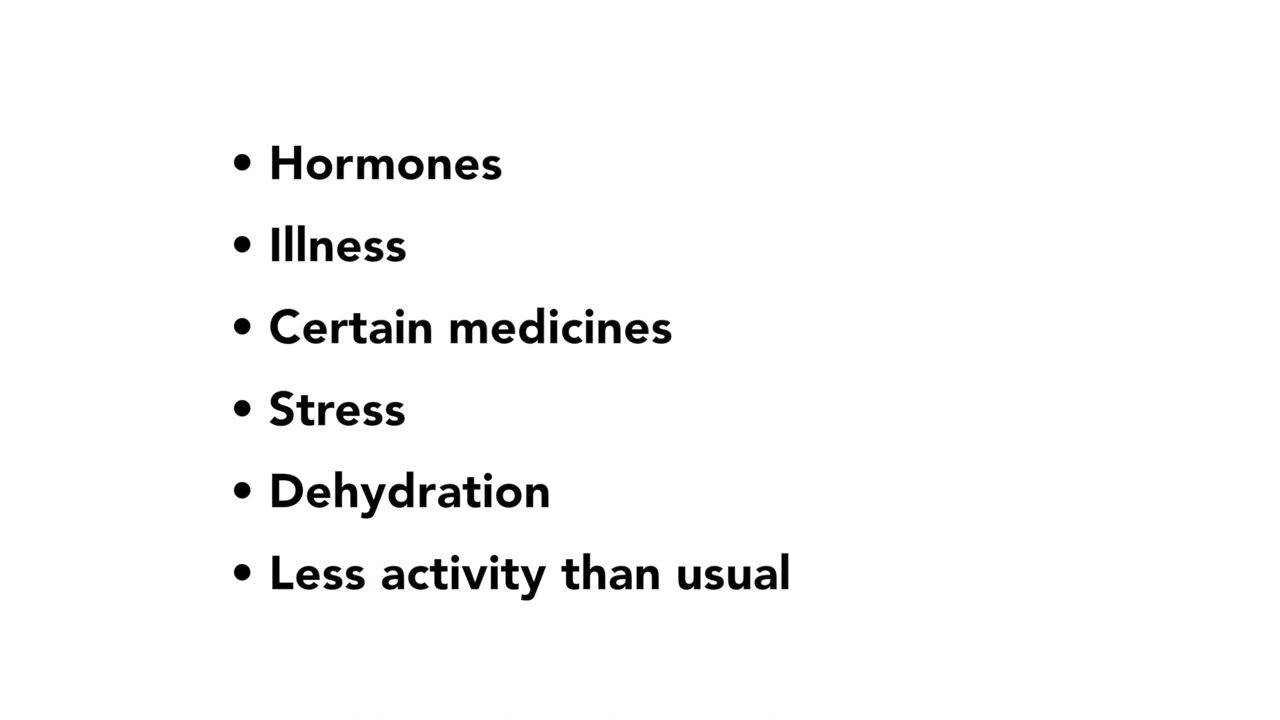 • Hormones
• Illness
• Certain medicines
• Stress
• Dehydration
• Less activity than usual